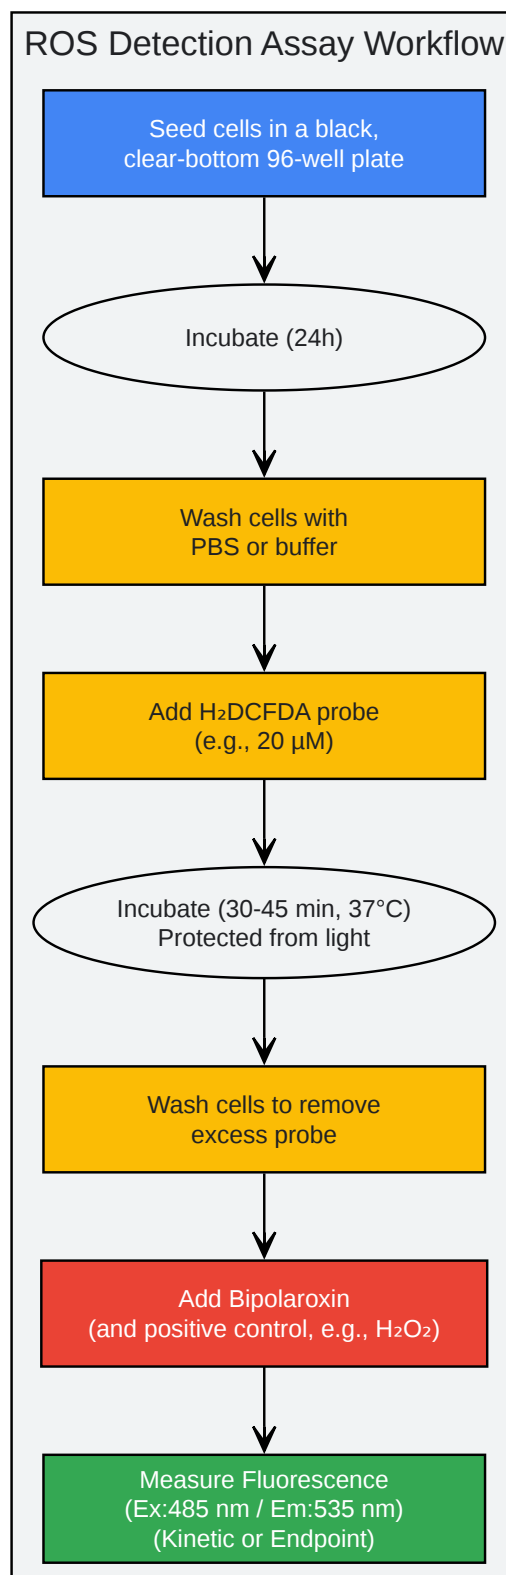 ROS Detection Assay Workflow
Seed cells in a black,
clear-bottom 96-well plate
Incubate (24h)
Wash cells with
PBS or buffer
Add H₂DCFDA probe
(e.g., 20 µM)
Incubate (30-45 min, 37°C)
Protected from light
Wash cells to remove
excess probe
Add Bipolaroxin
(and positive control, e.g., H₂O₂)
Measure Fluorescence
(Ex:485 nm / Em:535 nm)
(Kinetic or Endpoint)